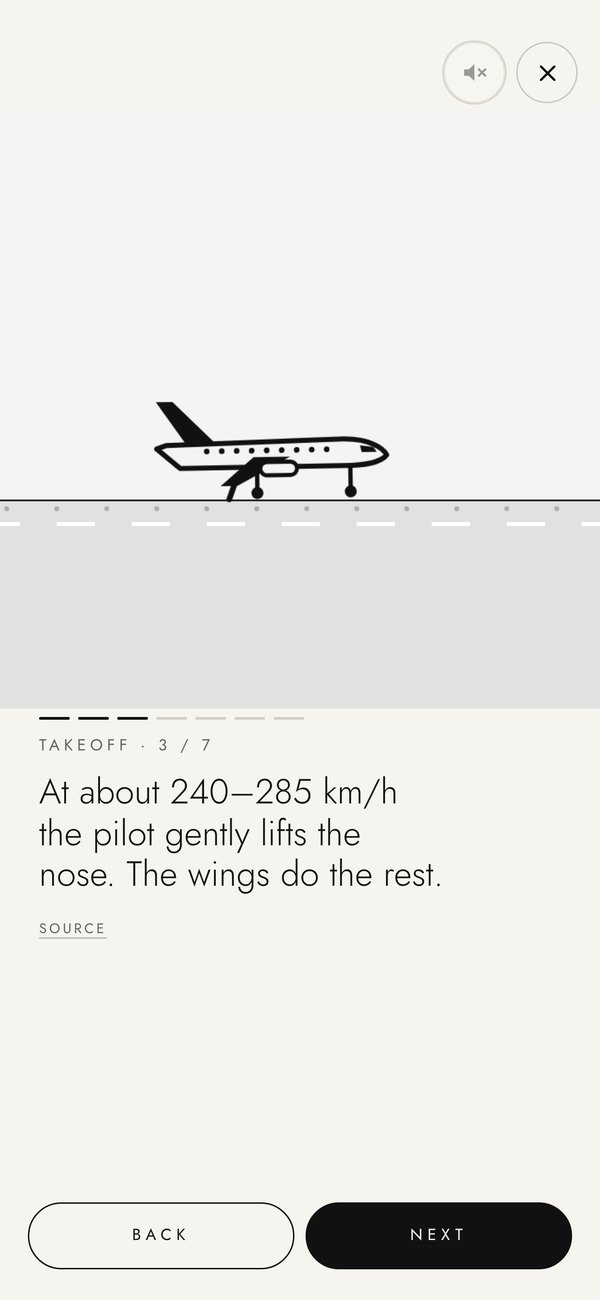 TAKEOFF · 3 / 7
At about 240–285 km/h
the pilot gently lifts the
nose. The wings do the rest.
SOURCE
BACK
NEXT